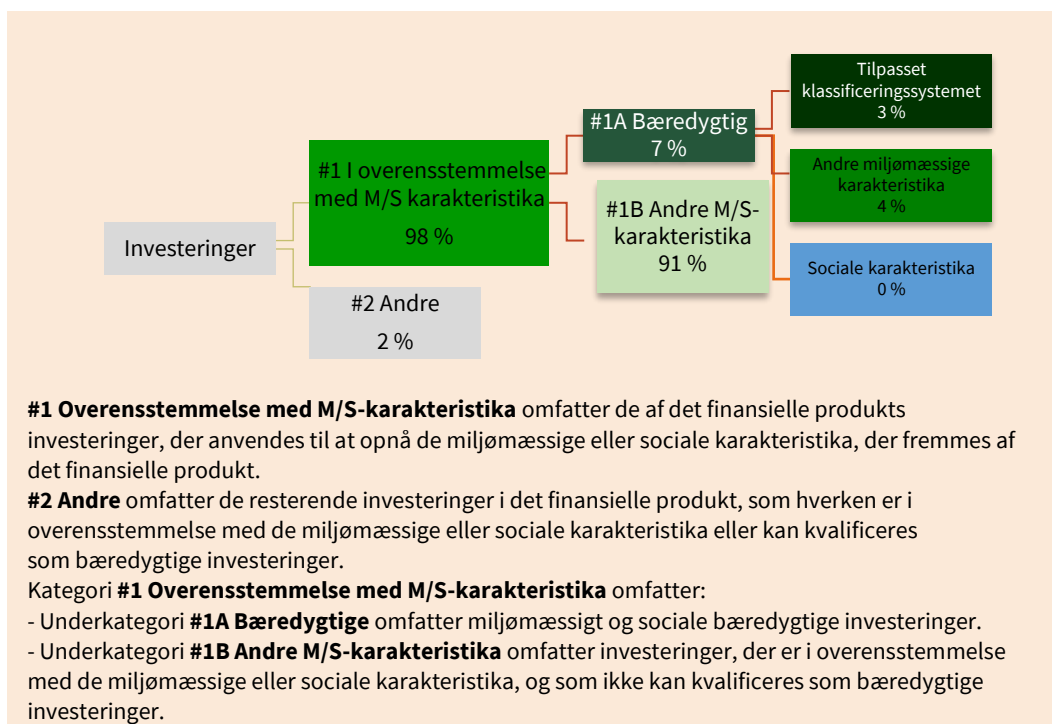 Investeringer
#1 I overensstemmelse
med M/S karakteristika
98 %
#2 Andre
2 %
#1A Bæredygtig
7 %
#1B Andre M/S-
karakteristika
91 %
Tilpasset
klassificeringssystemet
3 %
Andre miljømæssige
karakteristika
4 %
Sociale karakteristika
0 %
#1 Overensstemmelse med M/S-karakteristika omfatter de af det finansielle produkts
investeringer, der anvendes til at opnå de miljømæssige eller sociale karakteristika, der fremmes af
det finansielle produkt.
#2 Andre omfatter de resterende investeringer i det finansielle produkt, som hverken er i
overensstemmelse med de miljømæssige eller sociale karakteristika eller kan kvalificeres
som bæredygtige investeringer.
Kategori #1 Overensstemmelse med M/S-karakteristika omfatter:
- Underkategori #1A Bæredygtige omfatter miljømæssigt og sociale bæredygtige investeringer.
- Underkategori #1B Andre M/S-karakteristika omfatter investeringer, der er i overensstemmelse
med de miljømæssige eller sociale karakteristika, og som ikke kan kvalificeres som bæredygtige
investeringer.